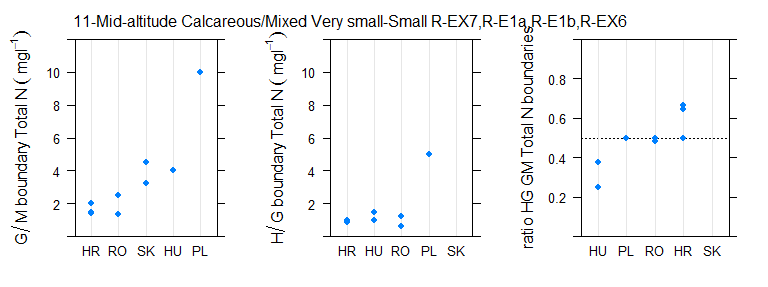 11-Mid-altitude Calcareous/Mixed Very small-Small R-EX7,R-E1a,R-E1b,R-EX6
G/M boundary Total N ( mgl⁻¹)
10
8
6
4
2
HR RO SK HU PL
H/G boundary Total N ( mgl⁻¹)
10
8
6
4
2
HR HU RO PL SK
ratio HG GM Total N boundaries
0.8
0.6
0.4
0.2
HU PL RO HR SK